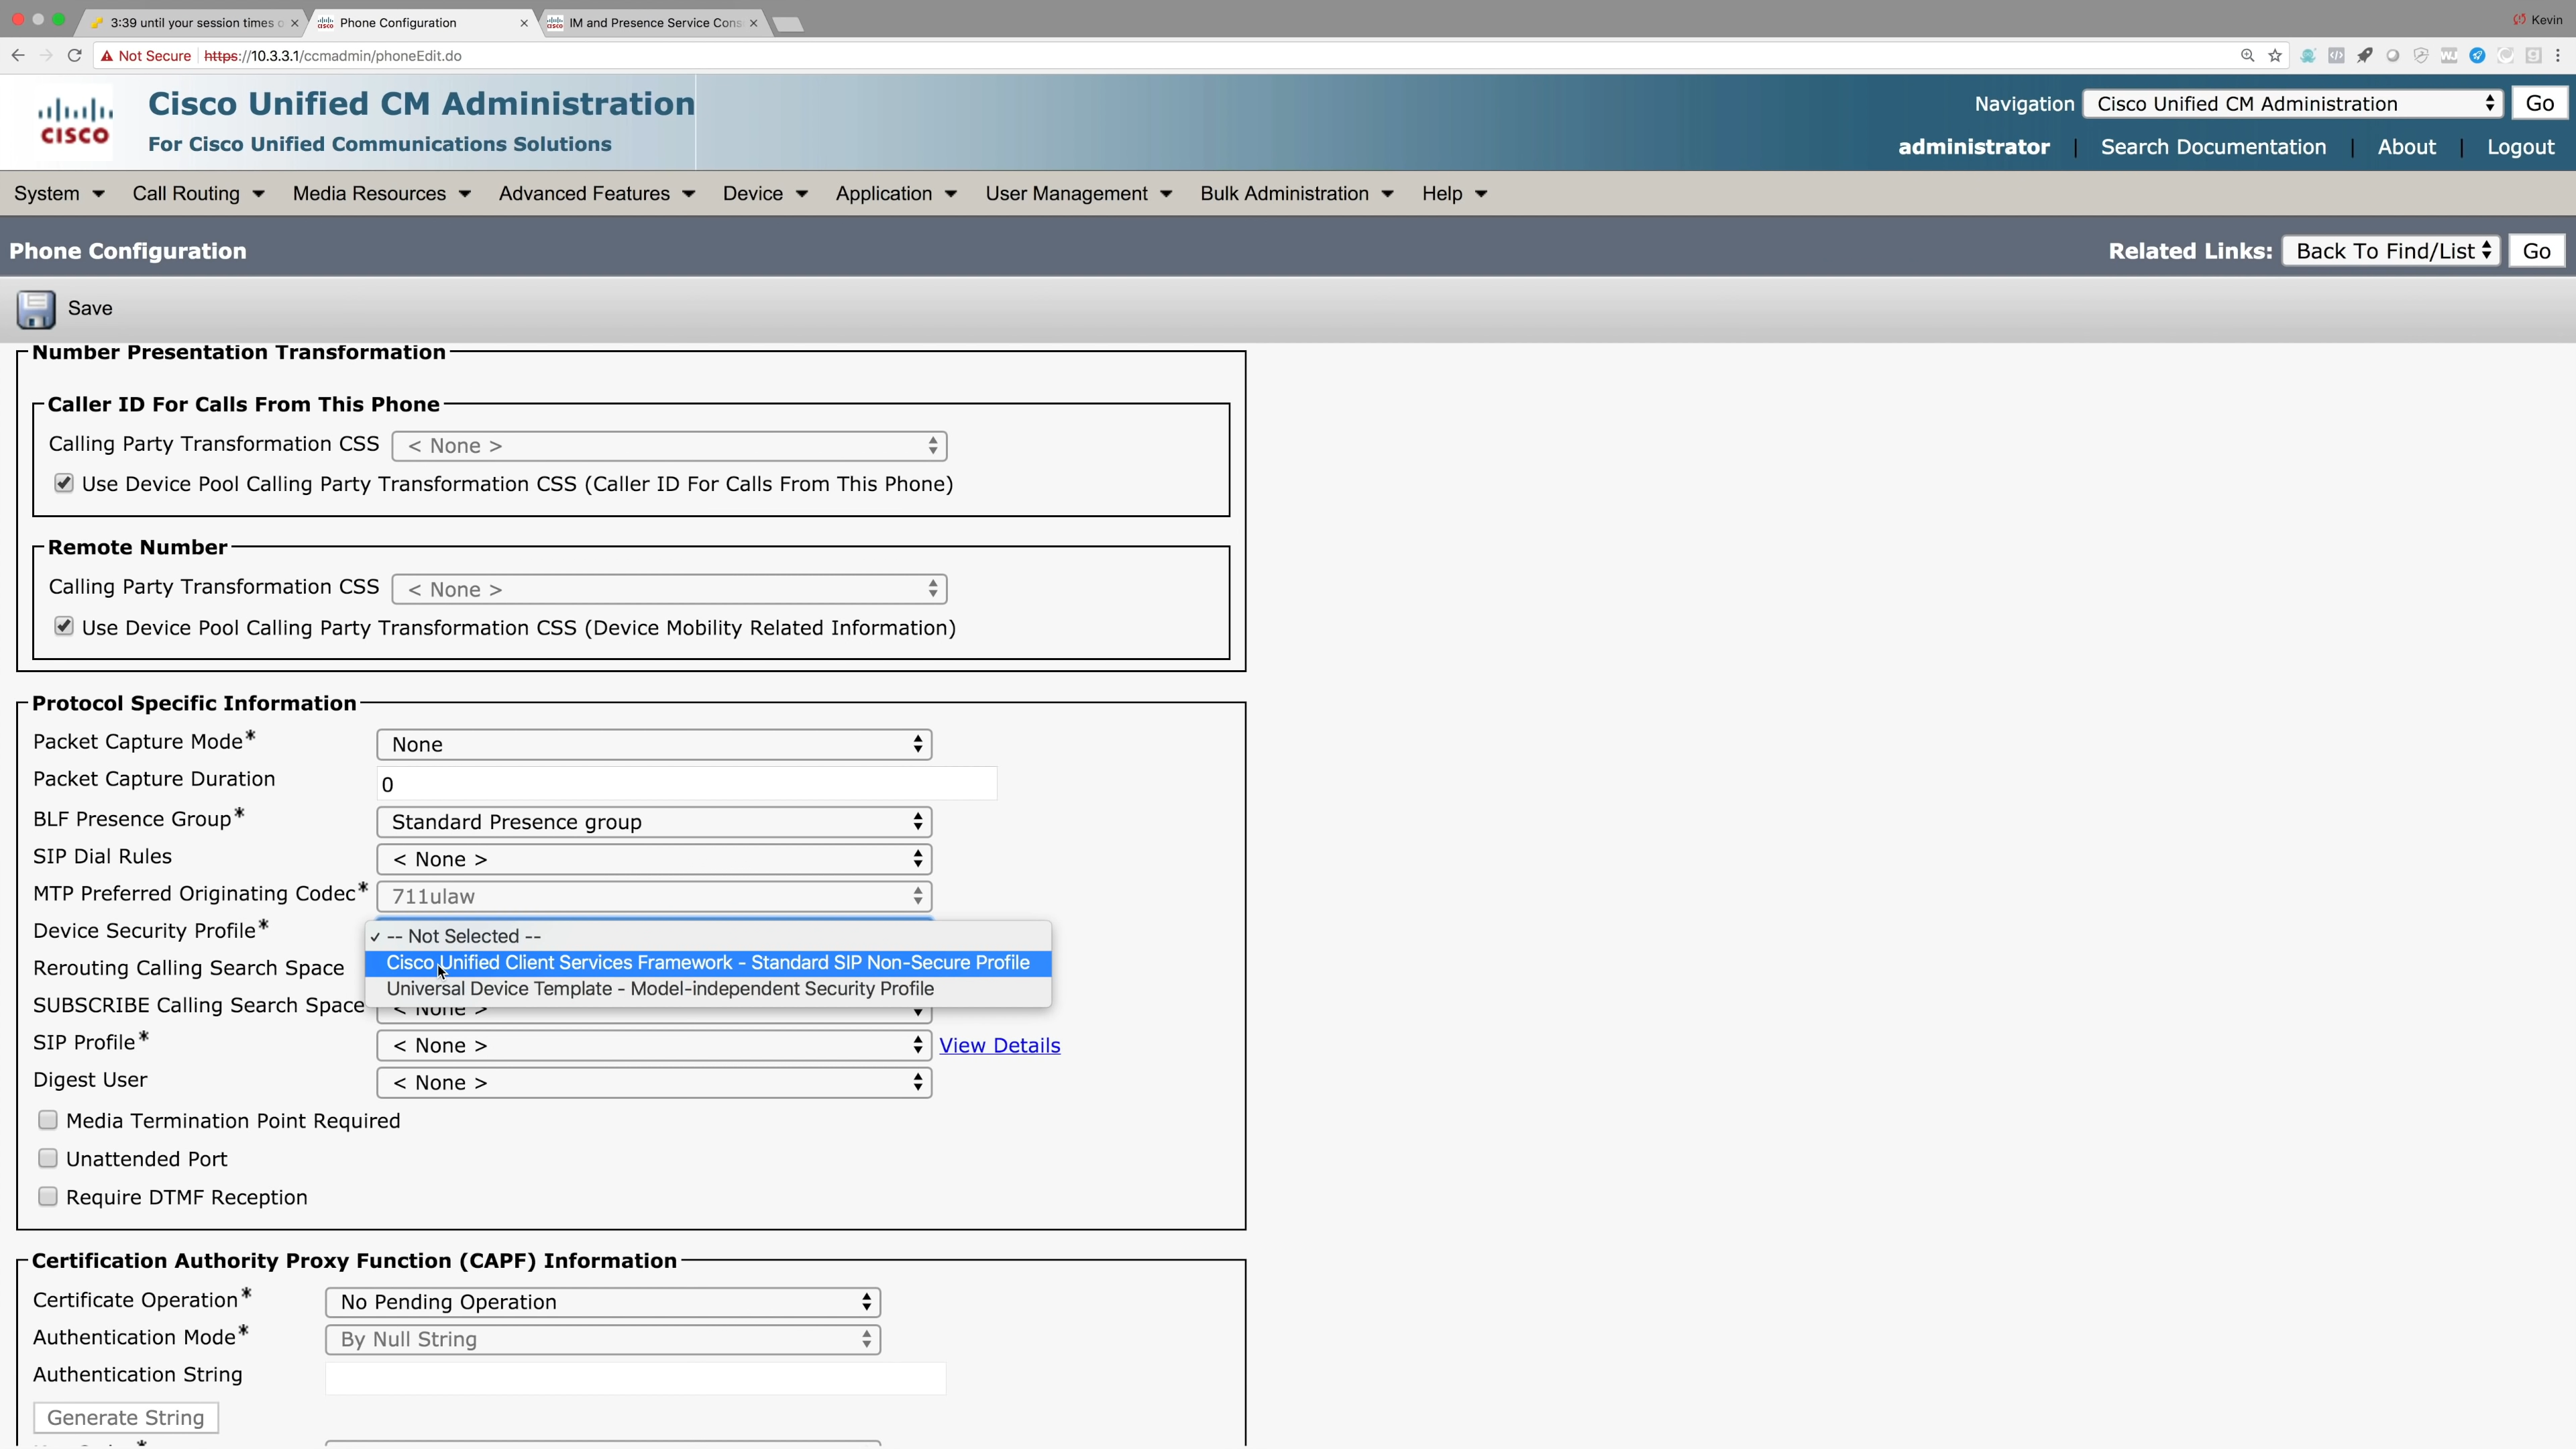 3:39 until your session times o
Phone Configuration
IM and Presence Service Cons
Kevin
Not Secure https://10.3.3.1/ccmadmin/phoneEdit.do
CISCO
Cisco Unified CM Administration
For Cisco Unified Communications Solutions
Navigation Cisco Unified CM Administration Go
administrator | Search Documentation | About | Logout
System Call Routing Media Resources Advanced Features Device Application User Management Bulk Administration Help
Phone Configuration
Related Links: Back To Find/List Go
Save
Number Presentation Transformation
Caller ID For Calls From This Phone
Calling Party Transformation CSS < None >
Use Device Pool Calling Party Transformation CSS (Caller ID For Calls From This Phone)
Remote Number
Calling Party Transformation CSS < None >
Use Device Pool Calling Party Transformation CSS (Device Mobility Related Information)
Protocol Specific Information
Packet Capture Mode* None
Packet Capture Duration 0
BLF Presence Group* Standard Presence group
SIP Dial Rules < None >
MTP Preferred Originating Codec* 711ulaw
Device Security Profile* ✓ -- Not Selected --
Cisco Unified Client Services Framework - Standard SIP Non-Secure Profile
Universal Device Template - Model-independent Security Profile
Rerouting Calling Search Space
SUBSCRIBE Calling Search Space < None >
SIP Profile* < None > View Details
Digest User < None >
Media Termination Point Required
Unattended Port
Require DTMF Reception
Certification Authority Proxy Function (CAPF) Information
Certificate Operation* No Pending Operation
Authentication Mode* By Null String
Authentication String
Generate String